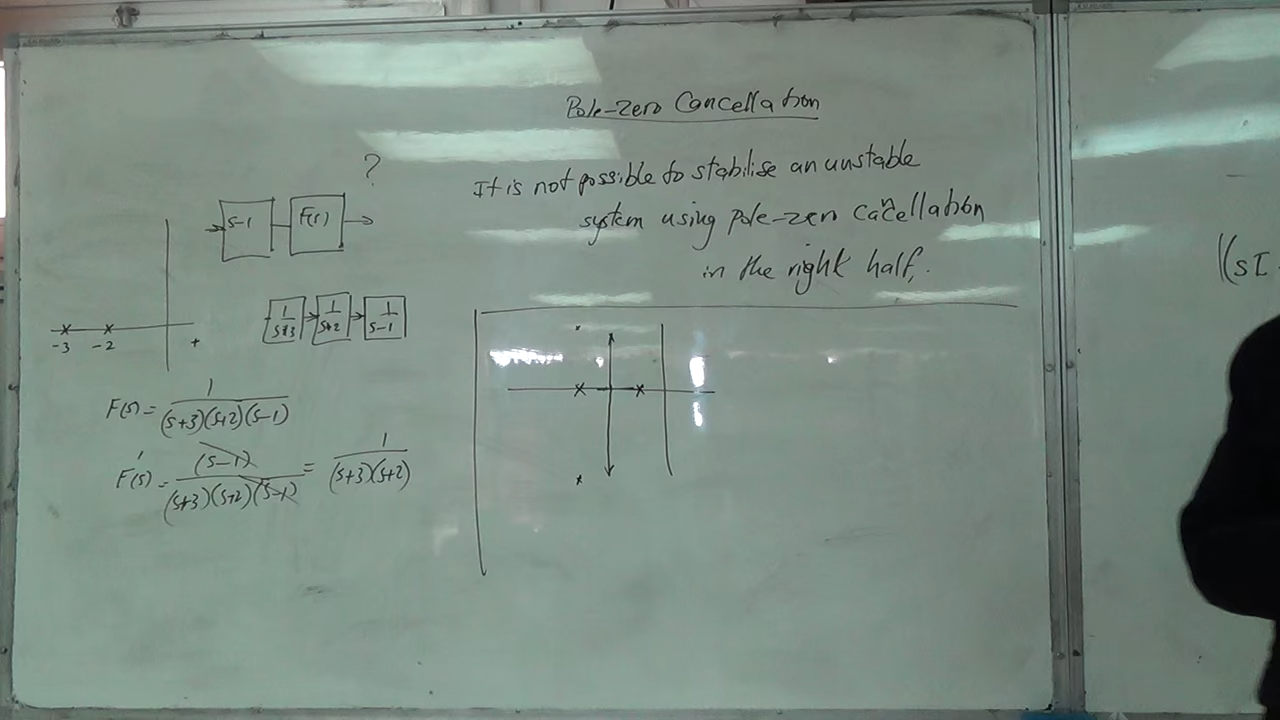 Pole-zero Cancellation
It is not possible to stabilise an unstable
system using pole-zero cancellation
in the right half.
?
s-1 F(s)
1/(s+3) 1/(s+2) 1/(s-1)
-3 -2 +
F(s) = 1/((s+3)(s+2)(s-1))
F'(s) = (s-1)/((s+3)(s+2)(s-1)) = 1/((s+3)(s+2))
(sI